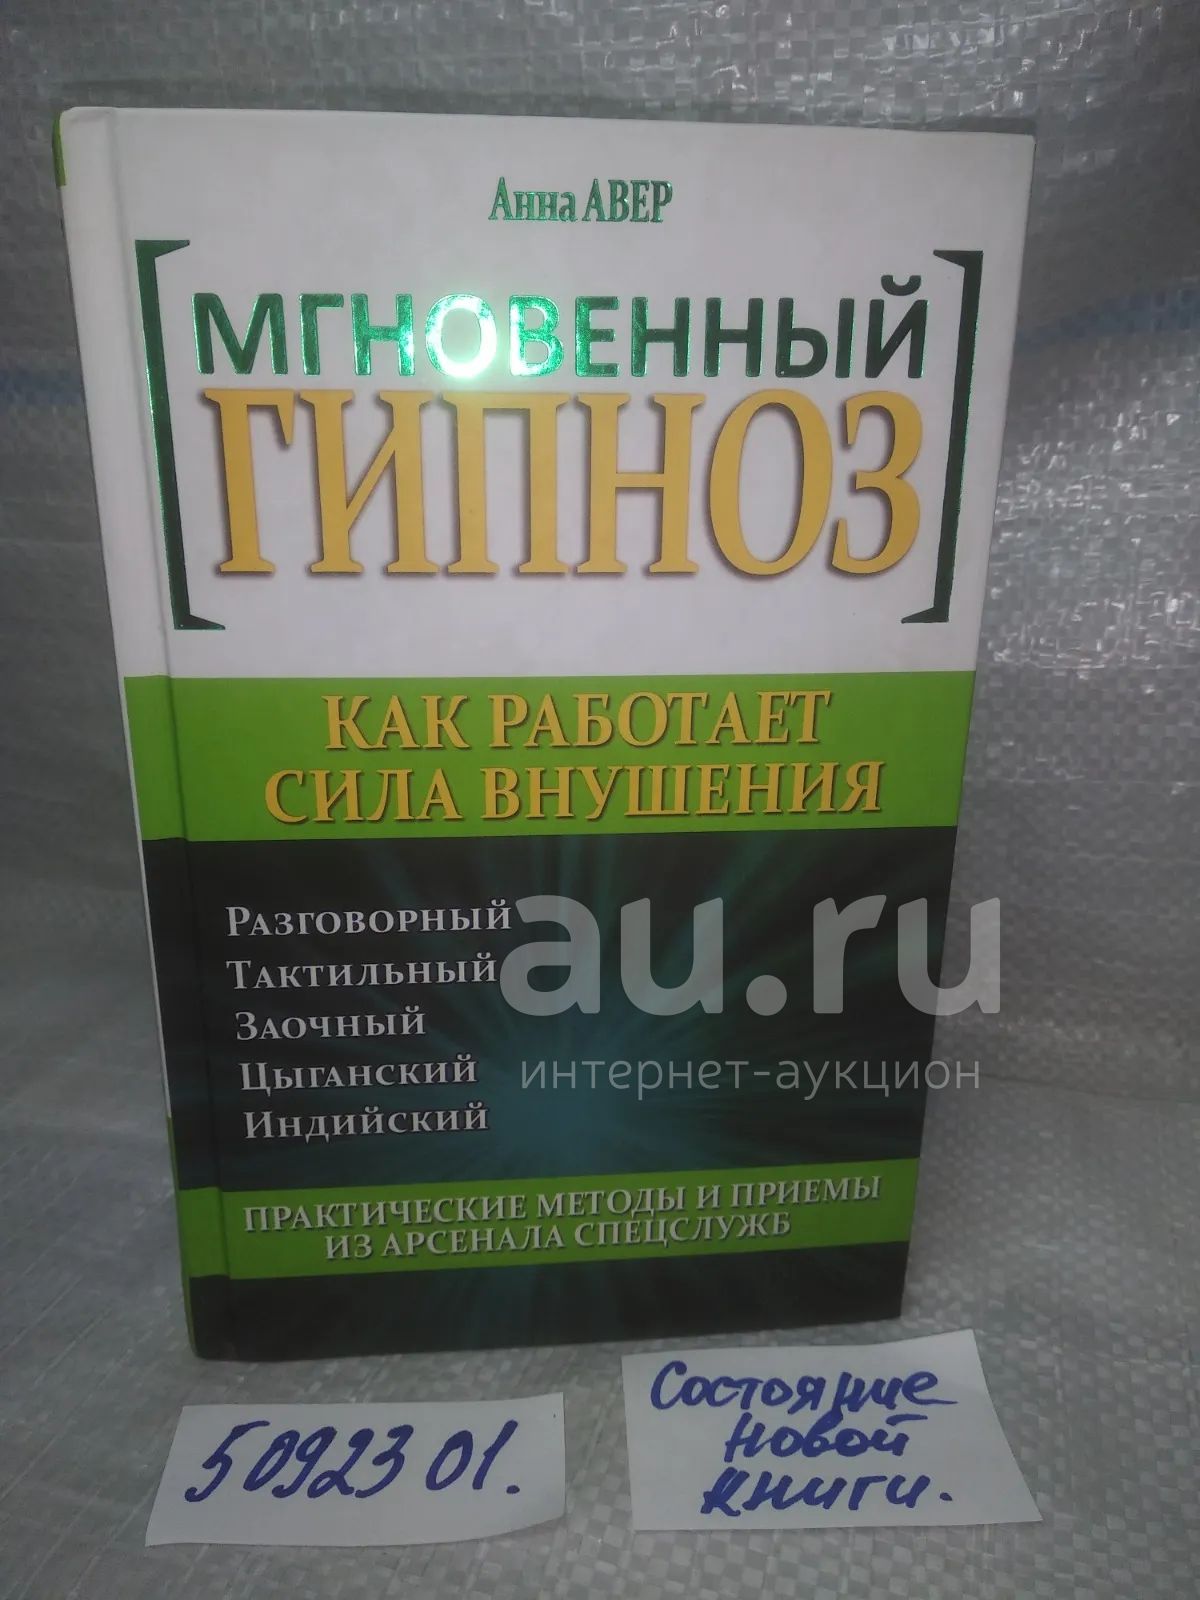 Анна АВЕР
МГНОВЕННЫЙ
ГИПНОЗ
КАК РАБОТАЕТ
СИЛА ВНУШЕНИЯ
РАЗГОВОРНЫЙ
ТАКТИЛЬНЫЙ
ЗАОЧНЫЙ
ЦЫГАНСКИЙ
ИНДИЙСКИЙ
au.ru
интернет-аукцион
ПРАКТИЧЕСКИЕ МЕТОДЫ И ПРИЕМЫ
ИЗ АРСЕНАЛА СПЕЦСЛУЖБ
5092301.
Состояние
новой
книги.